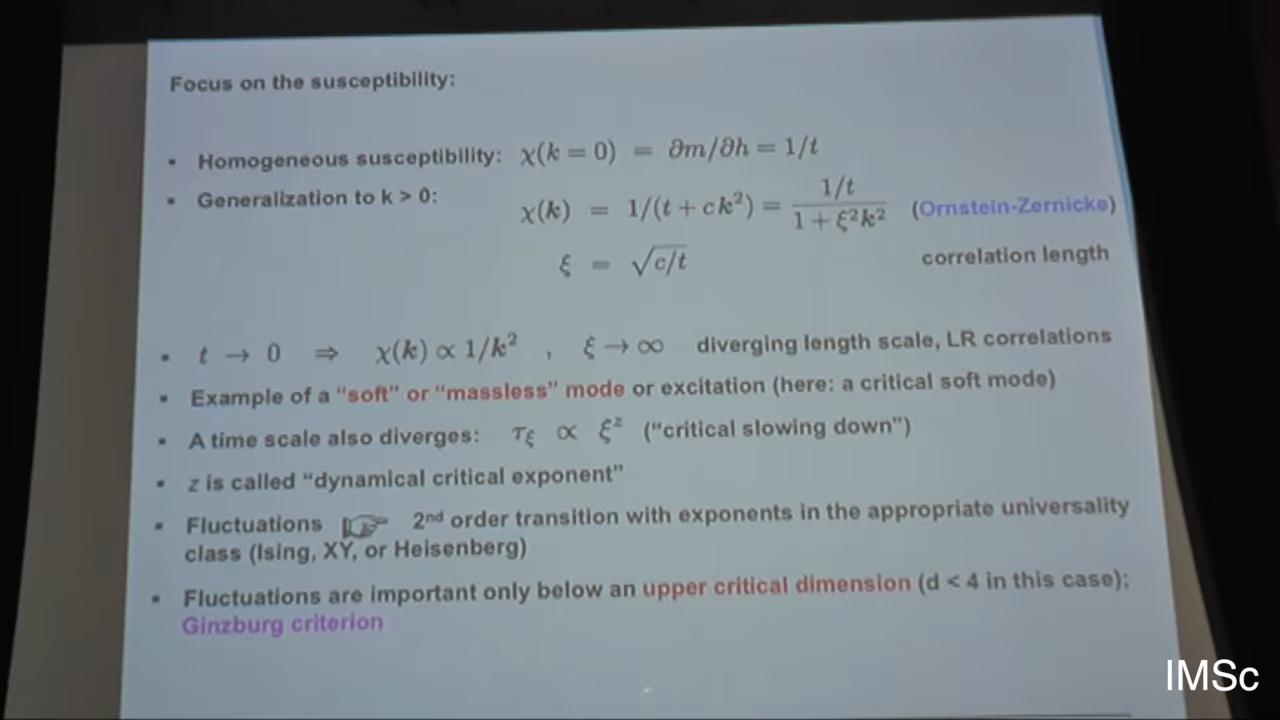 Focus on the susceptibility:
▪ Homogeneous susceptibility: χ(k = 0) = ∂m/∂h = 1/t
▪ Generalization to k > 0: χ(k) = 1/(t + ck²) = (1/t)/(1 + ξ²k²) (Ornstein-Zernicke)
ξ = √(c/t) correlation length
▪ t → 0 ⇒ χ(k) ∝ 1/k² , ξ → ∞ diverging length scale, LR correlations
▪ Example of a “soft” or “massless” mode or excitation (here: a critical soft mode)
▪ A time scale also diverges: τ_ξ ∝ ξ^z (“critical slowing down”)
▪ z is called “dynamical critical exponent”
▪ Fluctuations ☞ 2nd order transition with exponents in the appropriate universality
class (Ising, XY, or Heisenberg)
▪ Fluctuations are important only below an upper critical dimension (d < 4 in this case);
Ginzburg criterion
IMSc